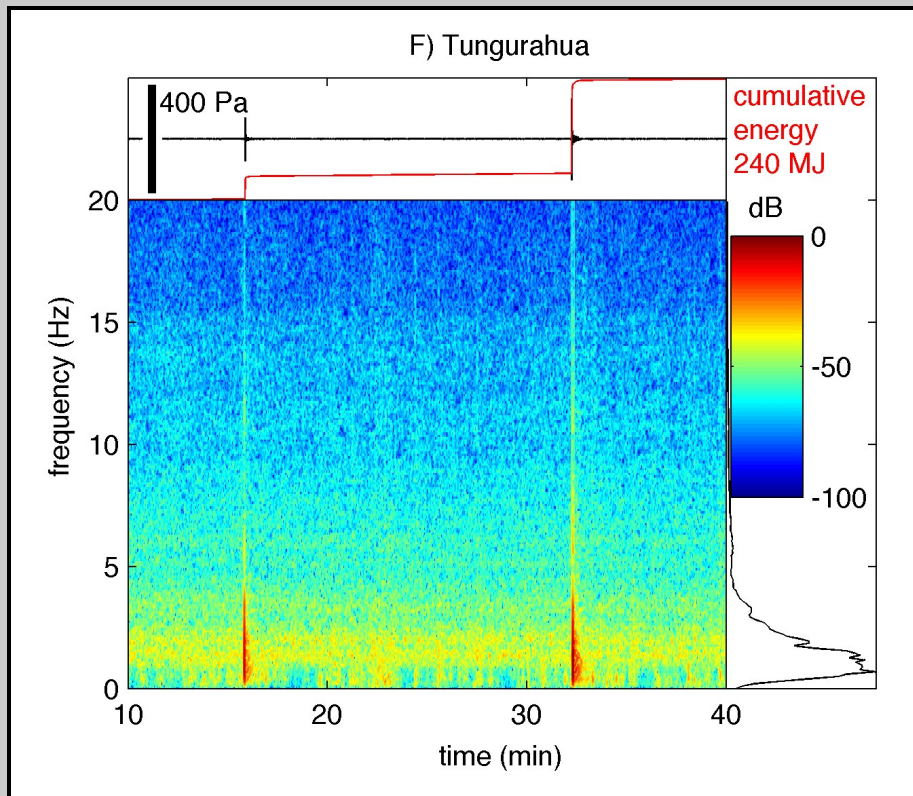 F) Tungurahua
400 Pa
cumulative
energy
240 MJ
dB
0
-50
-100
20
15
10
5
0
frequency (Hz)
10
20
30
40
time (min)